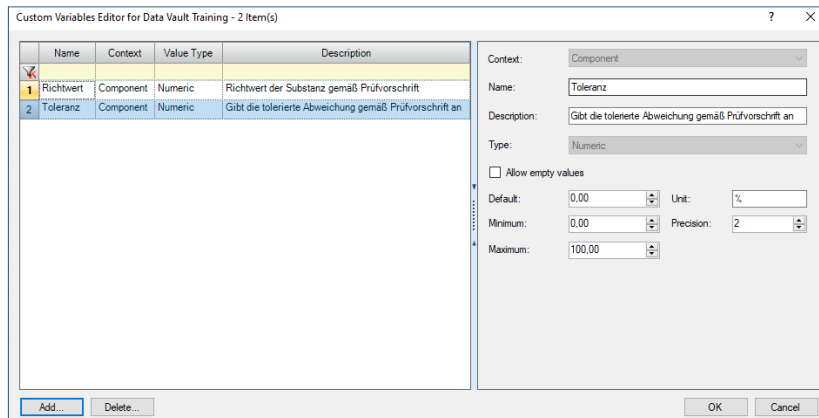 Custom Variables Editor for Data Vault Training - 2 Item(s)
? X
Name Context Value Type Description
1 Richtwert Component Numeric Richtwert der Substanz gemäß Prüfvorschrift
2 Toleranz Component Numeric Gibt die tolerierte Abweichung gemäß Prüfvorschrift an
Context: Component
Name: Toleranz
Description: Gibt die tolerierte Abweichung gemäß Prüfvorschrift an
Type: Numeric
Allow empty values
Default: 0,00 Unit: %
Minimum: 0,00 Precision: 2
Maximum: 100,00
Add... Delete... OK Cancel